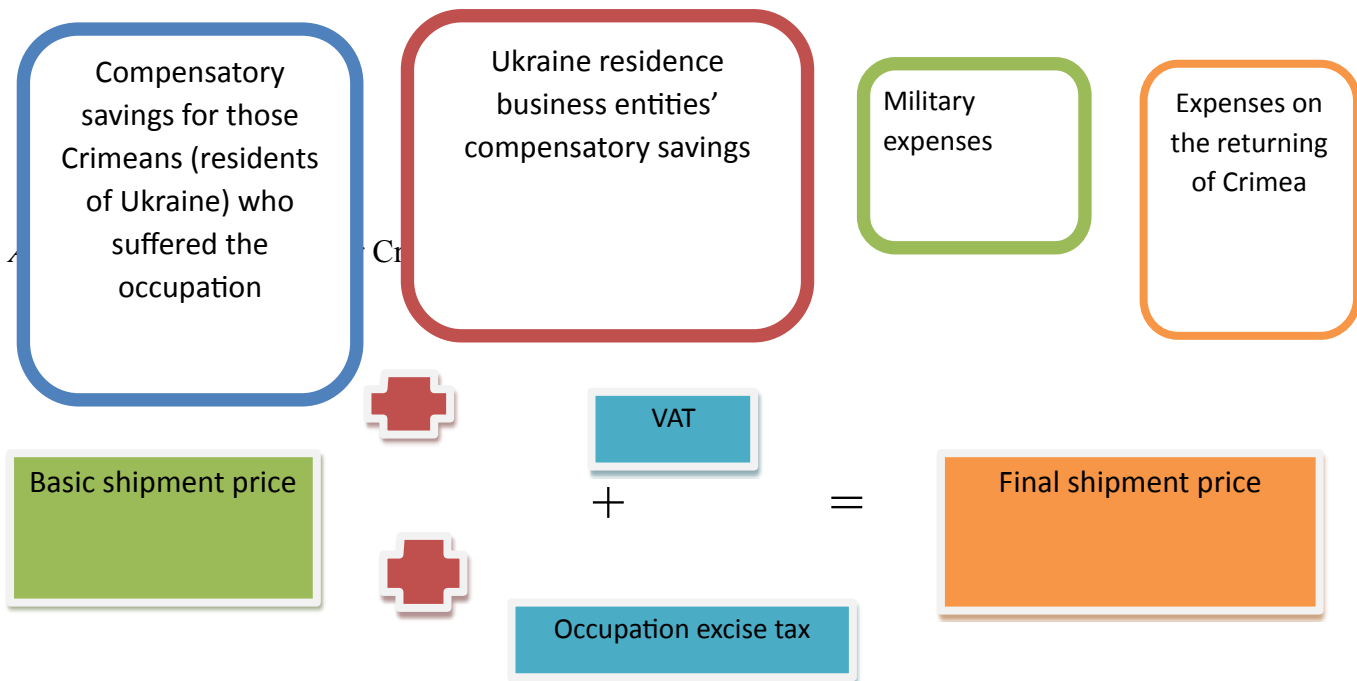 Compensatory
savings for those
Crimeans (residents
of Ukraine) who
suffered the
occupation
Ukraine residence
business entities’
compensatory savings
Military
expenses
Expenses on
the returning
of Crimea
VAT
Basic shipment price
+
=
Final shipment price
Occupation excise tax